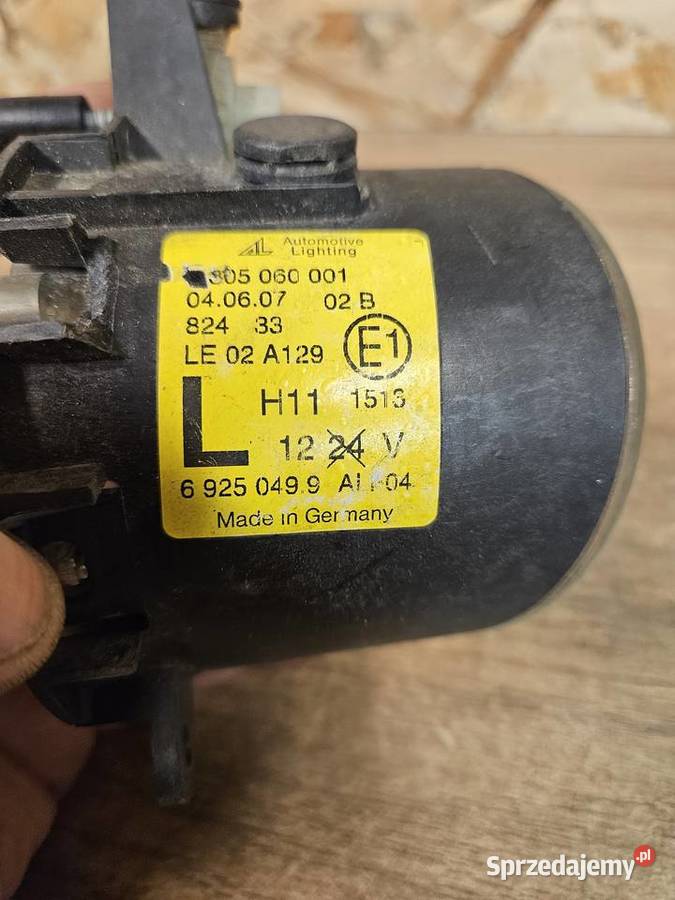 AL Automotive
Lighting
305 060 001
04.06.07 02 B
824 33
LE 02 A129 E1
L H11 1513
12 24 V
6 925 049.9
Made in Germany
Sprzedajemy.pl